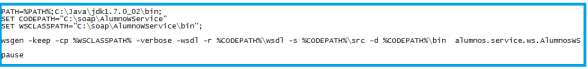 PATH=%PATH%;C:\Java\jdk1.7.0_02\bin;
SET CODEPATH="C:\soap\AlumnoWService"
SET WSCLASSPATH="C:\soap\AlumnoWService\bin";
wsgen -keep -cp %WSCLASSPATH% -verbose -wsdl -r %CODEPATH%\wsdl -s %CODEPATH%\src -d %CODEPATH%\bin  alumnos.service.ws.AlumnosWS
pause